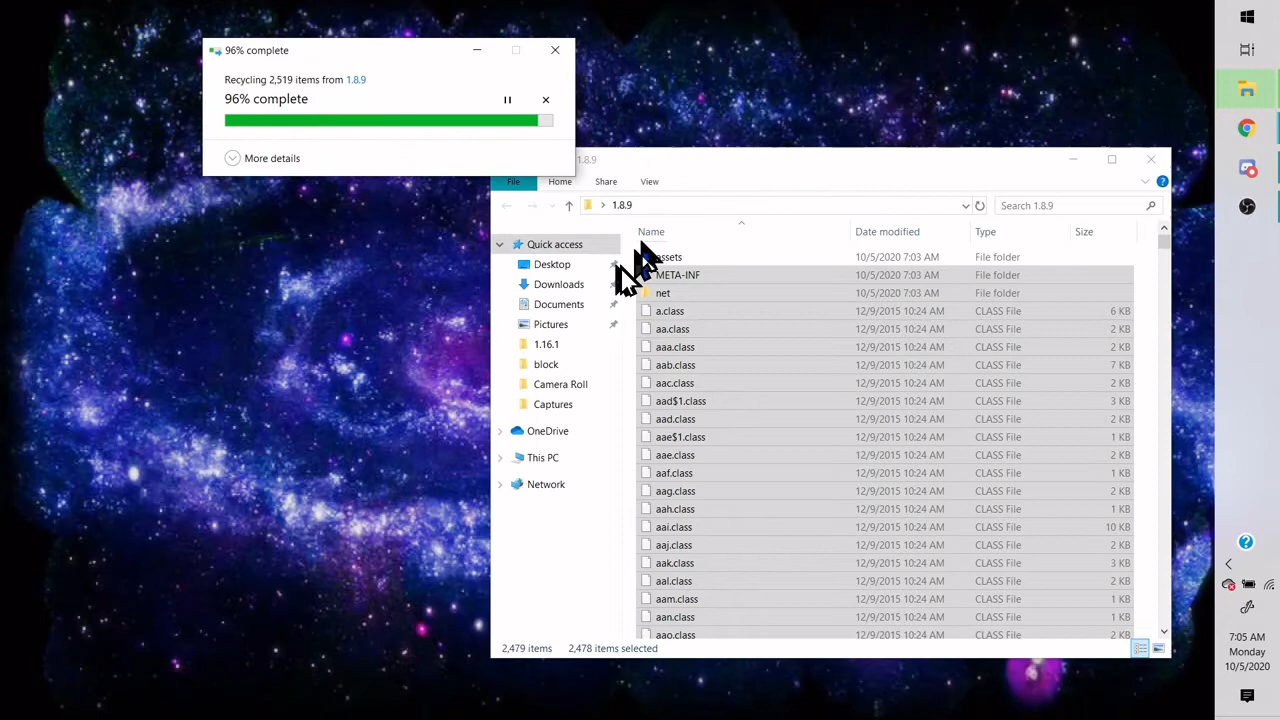 96% complete
Recycling 2,519 items from 1.8.9
96% complete
More details
1.8.9
File Home Share View
1.8.9
Search 1.8.9
Name Date modified Type Size
Quick access
Desktop
Downloads
Documents
Pictures
1.16.1
block
Camera Roll
Captures
OneDrive
This PC
Network
assets 10/5/2020 7:03 AM File folder
META-INF 10/5/2020 7:03 AM File folder
net 10/5/2020 7:03 AM File folder
a.class 12/9/2015 10:24 AM CLASS File 6 KB
aa.class 12/9/2015 10:24 AM CLASS File 2 KB
aaa.class 12/9/2015 10:24 AM CLASS File 2 KB
aab.class 12/9/2015 10:24 AM CLASS File 7 KB
aac.class 12/9/2015 10:24 AM CLASS File 2 KB
aad$1.class 12/9/2015 10:24 AM CLASS File 3 KB
aad.class 12/9/2015 10:24 AM CLASS File 2 KB
aae$1.class 12/9/2015 10:24 AM CLASS File 1 KB
aae.class 12/9/2015 10:24 AM CLASS File 2 KB
aaf.class 12/9/2015 10:24 AM CLASS File 1 KB
aag.class 12/9/2015 10:24 AM CLASS File 2 KB
aah.class 12/9/2015 10:24 AM CLASS File 1 KB
aai.class 12/9/2015 10:24 AM CLASS File 10 KB
aaj.class 12/9/2015 10:24 AM CLASS File 2 KB
aak.class 12/9/2015 10:24 AM CLASS File 3 KB
aal.class 12/9/2015 10:24 AM CLASS File 2 KB
aam.class 12/9/2015 10:24 AM CLASS File 1 KB
aan.class 12/9/2015 10:24 AM CLASS File 1 KB
aao.class 12/9/2015 10:24 AM CLASS File 2 KB
2,479 items 2,478 items selected
7:05 AM
Monday
10/5/2020